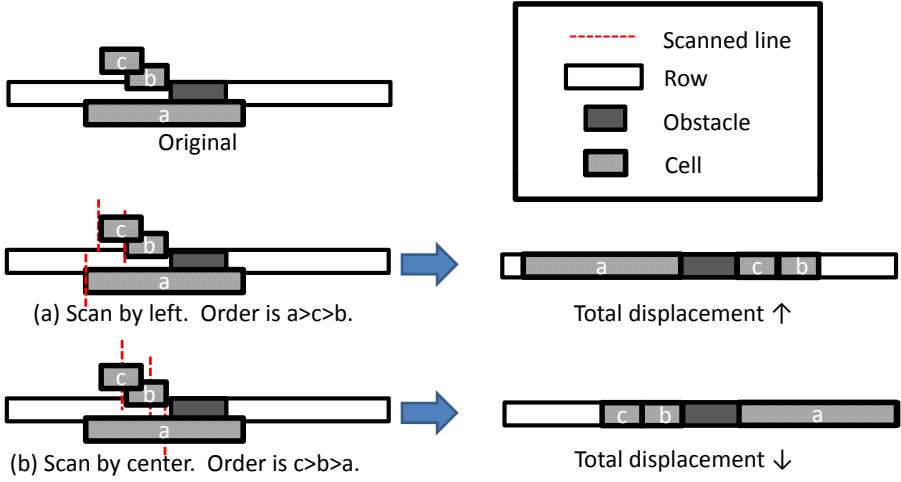 c
b
a
Original
Scanned line
Row
Obstacle
Cell
c
b
a
(a) Scan by left. Order is a>c>b.
a
c b
Total displacement ↑
c
b
a
(b) Scan by center. Order is c>b>a.
c b a
Total displacement ↓